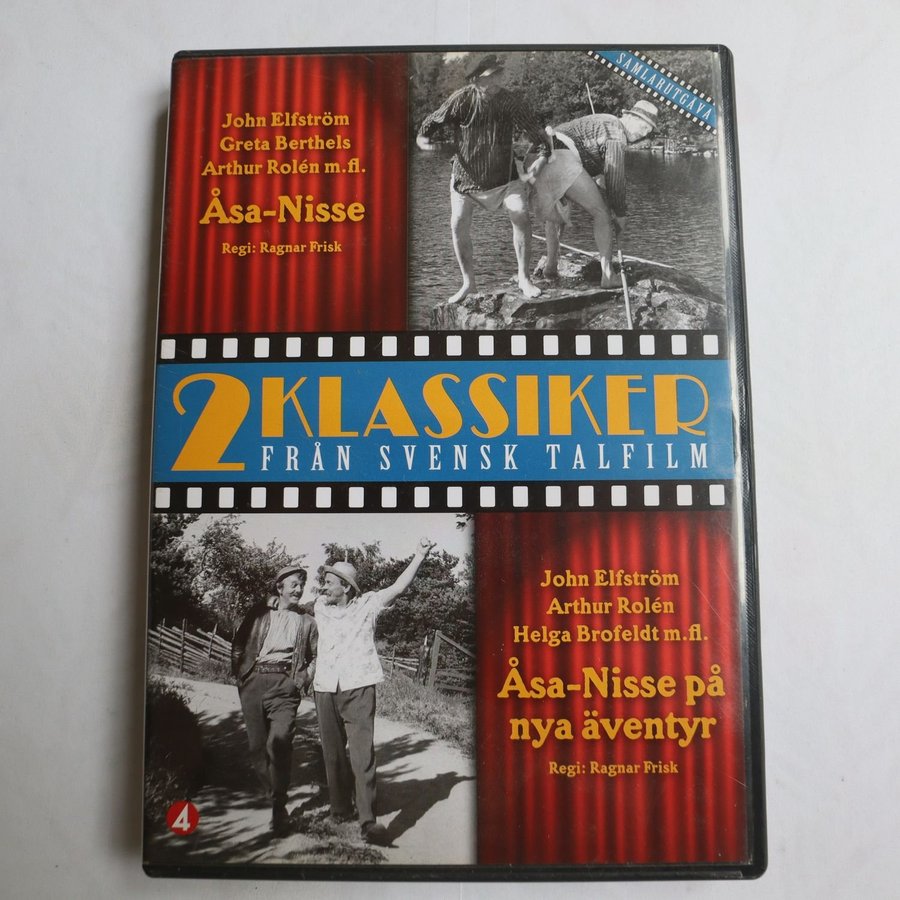 John Elfström
Greta Berthels
Arthur Rolén m.fl.
Åsa-Nisse
Regi: Ragnar Frisk
SAMLARUTGÅVA
2 KLASSIKER
FRÅN SVENSK TALFILM
John Elfström
Arthur Rolén
Helga Brofeldt m.fl.
Åsa-Nisse på
nya äventyr
Regi: Ragnar Frisk
4